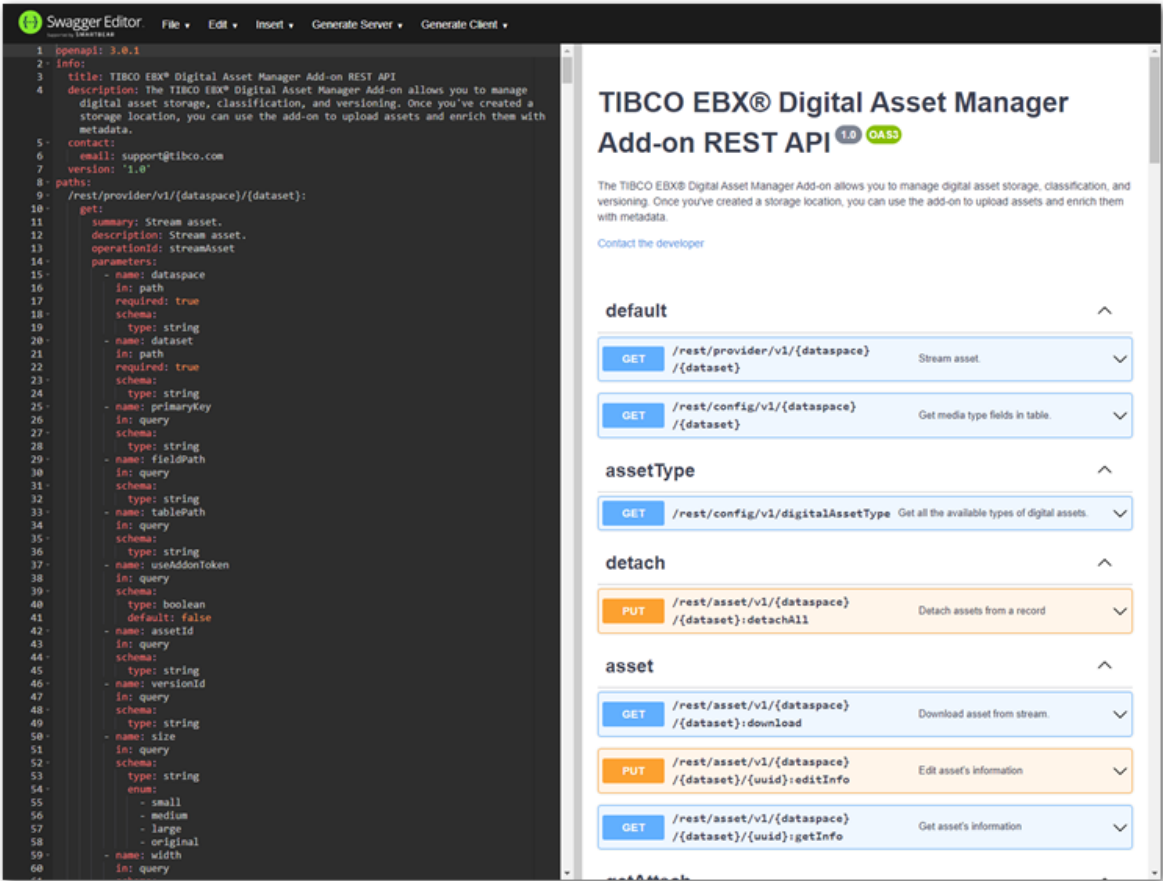 Swagger Editor.
Supported by SMARTBEAR
File ▾ Edit ▾ Insert ▾ Generate Server ▾ Generate Client ▾
1 openapi: 3.0.1
2 info:
3 title: TIBCO EBX® Digital Asset Manager Add-on REST API
4 description: The TIBCO EBX® Digital Asset Manager Add-on allows you to manage
digital asset storage, classification, and versioning. Once you've created a
storage location, you can use the add-on to upload assets and enrich them with
metadata.
5 contact:
6 email: support@tibco.com
7 version: '1.0'
8 paths:
9 /rest/provider/v1/{dataspace}/{dataset}:
10 get:
11 summary: Stream asset.
12 description: Stream asset.
13 operationId: streamAsset
14 parameters:
15 - name: dataspace
16 in: path
17 required: true
18 schema:
19 type: string
20 - name: dataset
21 in: path
22 required: true
23 schema:
24 type: string
25 - name: primaryKey
26 in: query
27 schema:
28 type: string
29 - name: fieldPath
30 in: query
31 schema:
32 type: string
33 - name: tablePath
34 in: query
35 schema:
36 type: string
37 - name: useAddonToken
38 in: query
39 schema:
40 type: boolean
41 default: false
42 - name: assetId
43 in: query
44 schema:
45 type: string
46 - name: versionId
47 in: query
48 schema:
49 type: string
50 - name: size
51 in: query
52 schema:
53 type: string
54 enum:
55 - small
56 - medium
57 - large
58 - original
59 - name: width
60 in: query
TIBCO EBX® Digital Asset Manager
Add-on REST API 1.0 OAS3
The TIBCO EBX® Digital Asset Manager Add-on allows you to manage digital asset storage, classification, and
versioning. Once you've created a storage location, you can use the add-on to upload assets and enrich them
with metadata.
Contact the developer
default
GET /rest/provider/v1/{dataspace}
/{dataset} Stream asset.
GET /rest/config/v1/{dataspace}
/{dataset} Get media type fields in table.
assetType
GET /rest/config/v1/digitalAssetType Get all the available types of digital assets.
detach
PUT /rest/asset/v1/{dataspace}
/{dataset}:detachAll Detach assets from a record
asset
GET /rest/asset/v1/{dataspace}
/{dataset}:download Download asset from stream.
PUT /rest/asset/v1/{dataspace}
/{dataset}/{uuid}:editInfo Edit asset's information
GET /rest/asset/v1/{dataspace}
/{dataset}/{uuid}:getInfo Get asset's information